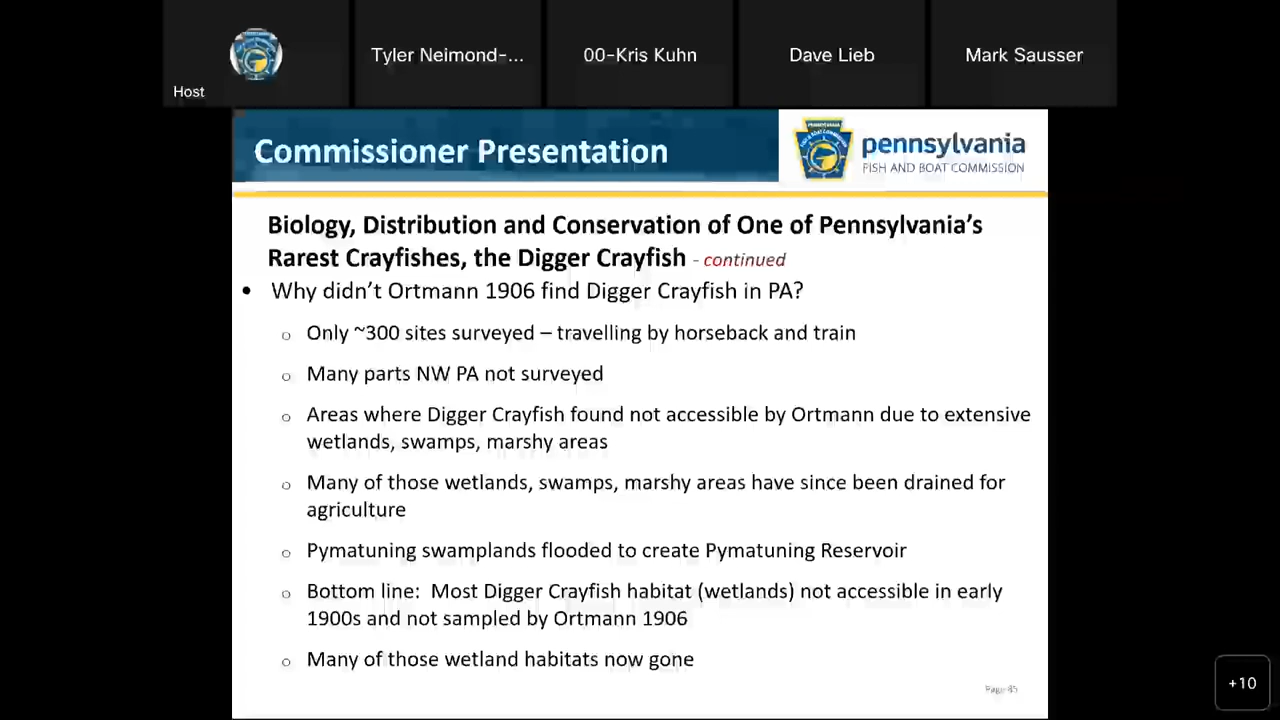 Host
Tyler Neimond-...
00-Kris Kuhn
Dave Lieb
Mark Sausser
Commissioner Presentation
pennsylvania
FISH AND BOAT COMMISSION
Biology, Distribution and Conservation of One of Pennsylvania’s
Rarest Crayfishes, the Digger Crayfish - continued
• Why didn’t Ortmann 1906 find Digger Crayfish in PA?
o Only ~300 sites surveyed – travelling by horseback and train
o Many parts NW PA not surveyed
o Areas where Digger Crayfish found not accessible by Ortmann due to extensive
wetlands, swamps, marshy areas
o Many of those wetlands, swamps, marshy areas have since been drained for
agriculture
o Pymatuning swamplands flooded to create Pymatuning Reservoir
o Bottom line: Most Digger Crayfish habitat (wetlands) not accessible in early
1900s and not sampled by Ortmann 1906
o Many of those wetland habitats now gone
Page 85
+10